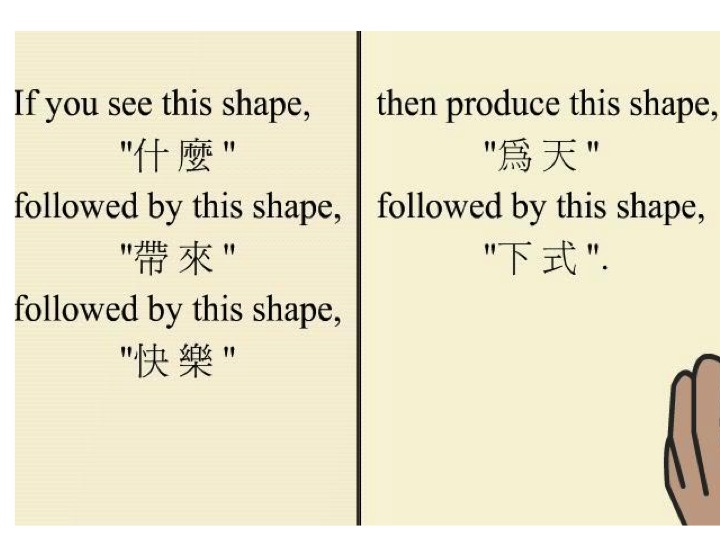 If you see this shape,
"什 麼 "
followed by this shape,
"帶 來 "
followed by this shape,
"快 樂 "
then produce this shape,
"爲 天 "
followed by this shape,
"下 式 ".